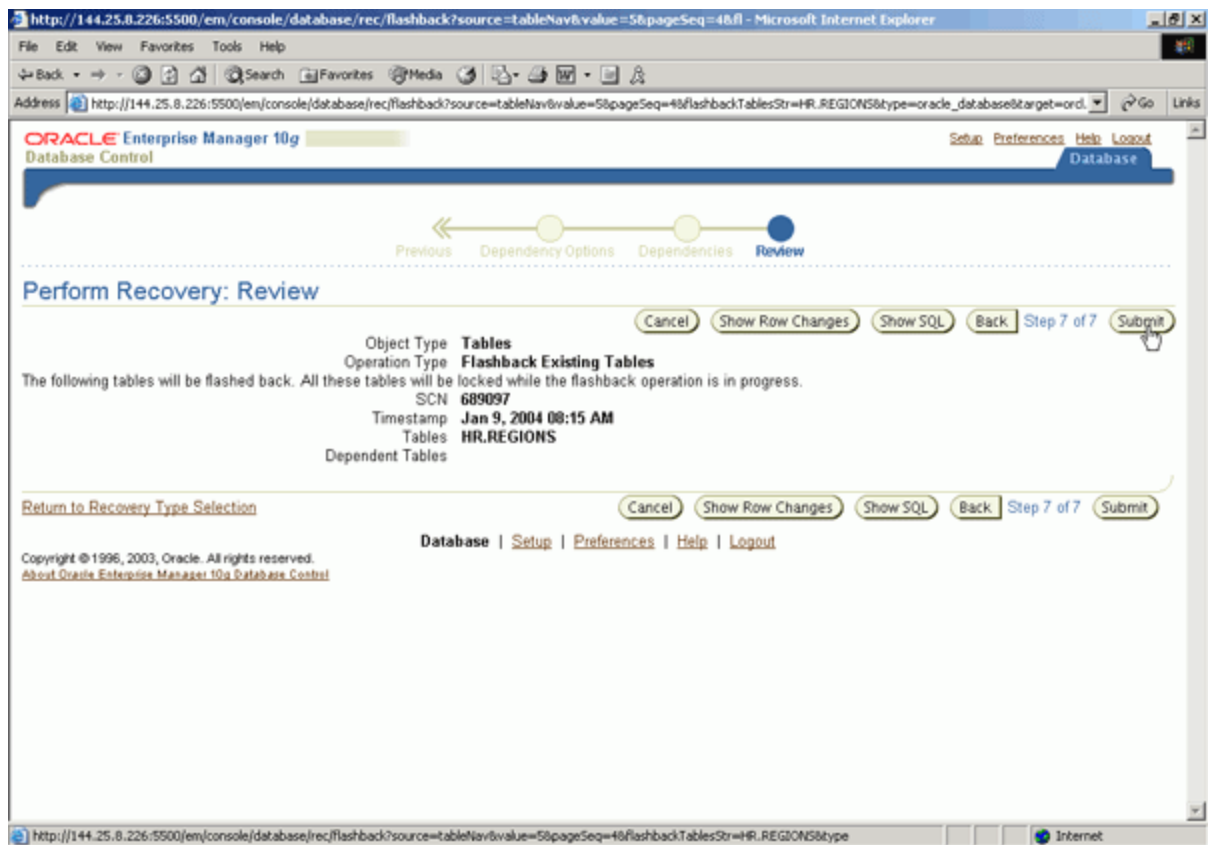 http://144.25.8.226:5500/em/console/database/rec/flashback?source=tableNav&value=5&pageSeq=4&fl - Microsoft Internet Explorer
File Edit View Favorites Tools Help
Back Search Favorites Media
Address http://144.25.8.226:5500/em/console/database/rec/flashback?source=tableNav&value=5&pageSeq=4&flashbackTablesStr=HR.REGIONS&type=oracle_database&target=orcl. Go Links
ORACLE Enterprise Manager 10g
Database Control
Setup Preferences Help Logout
Database
Previous Dependency Options Dependencies Review
Perform Recovery: Review
Cancel Show Row Changes Show SQL Back Step 7 of 7 Submit
Object Type Tables
Operation Type Flashback Existing Tables
The following tables will be flashed back. All these tables will be locked while the flashback operation is in progress.
SCN 689097
Timestamp Jan 9, 2004 08:15 AM
Tables HR.REGIONS
Dependent Tables
Return to Recovery Type Selection
Cancel Show Row Changes Show SQL Back Step 7 of 7 Submit
Database | Setup | Preferences | Help | Logout
Copyright © 1996, 2003, Oracle. All rights reserved.
About Oracle Enterprise Manager 10g Database Control
http://144.25.8.226:5500/em/console/database/rec/flashback?source=tableNav&value=5&pageSeq=4&flashbackTablesStr=HR.REGIONS&type Internet